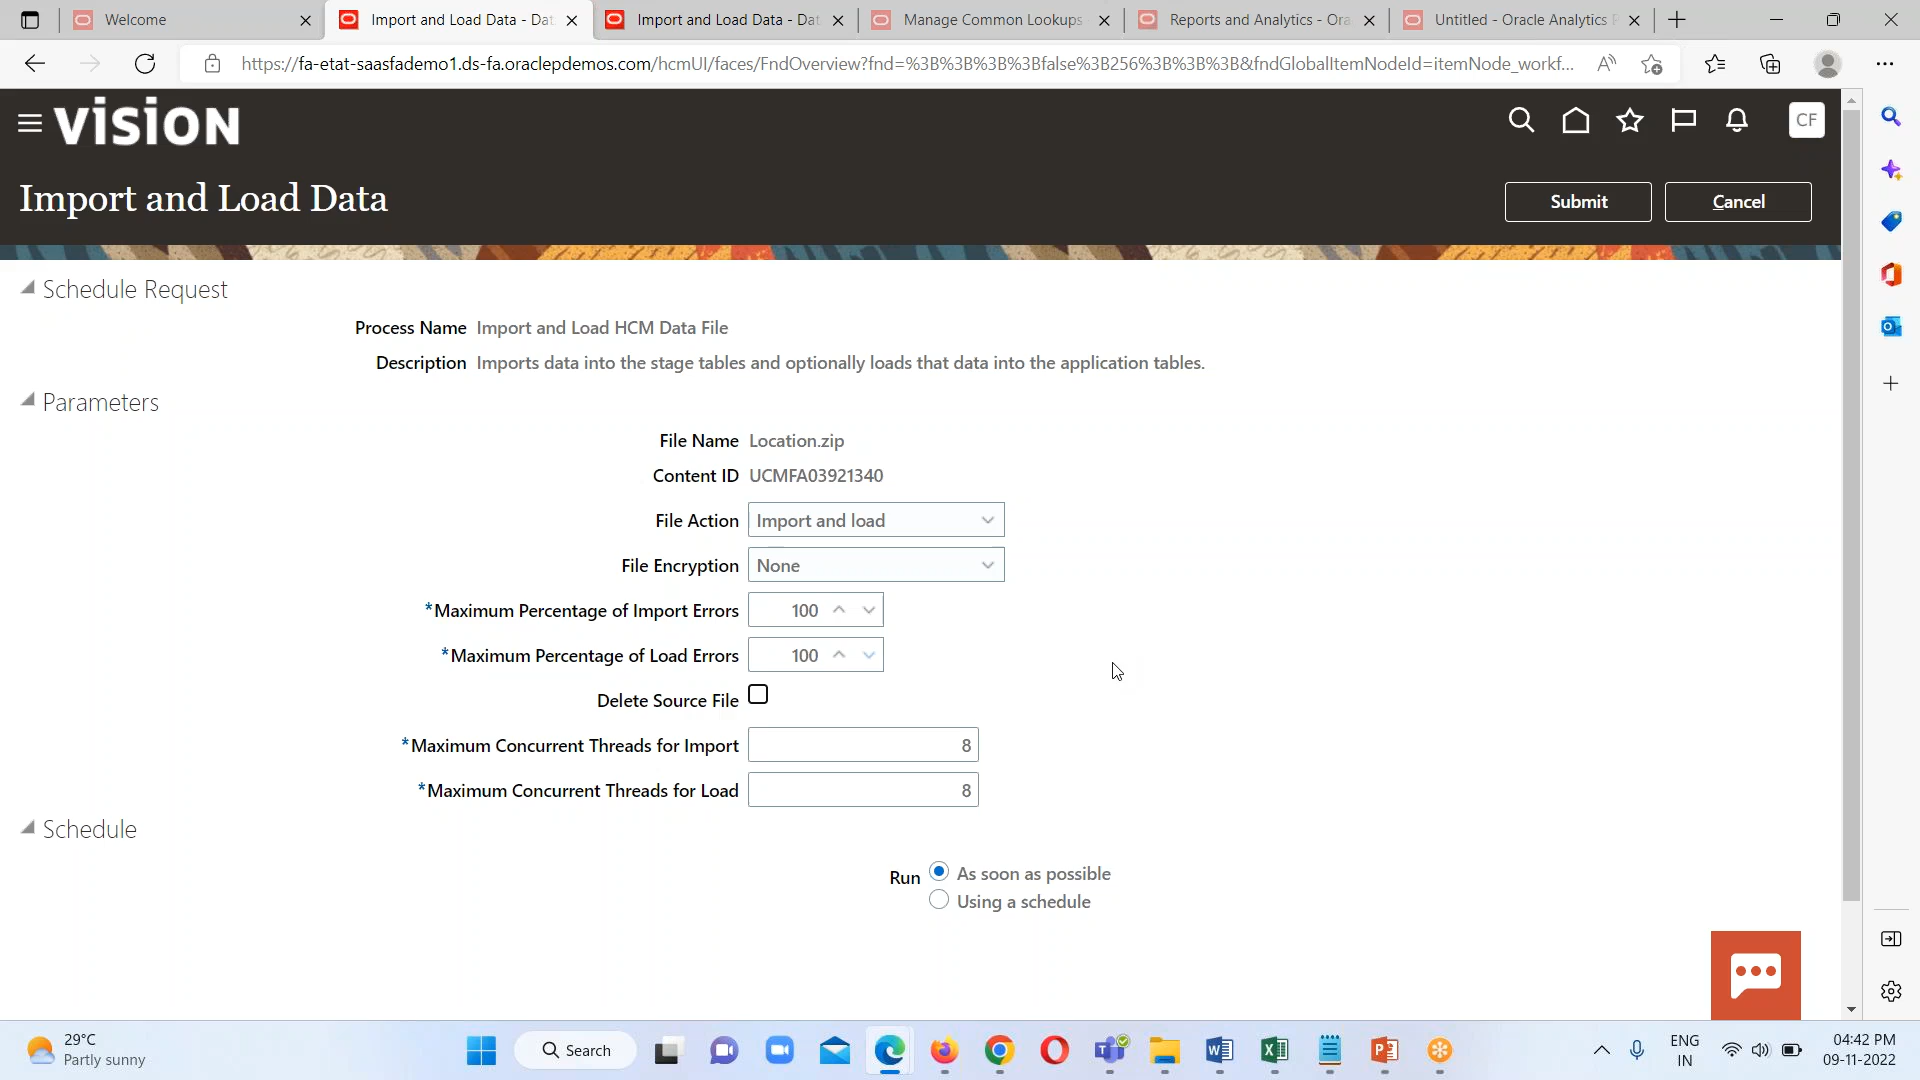 Welcome
Import and Load Data - Dat
Import and Load Data - Dat
Manage Common Lookups
Reports and Analytics - Ora
Untitled - Oracle Analytics P
https://fa-etat-saasfademo1.ds-fa.oraclepdemos.com/hcmUI/faces/FndOverview?fnd=%3B%3B%3B%3Bfalse%3B256%3B%3B%3B&fndGlobalItemNodeId=itemNode_workf...
VISION
CF
Import and Load Data
Submit
Cancel
Schedule Request
Process Name Import and Load HCM Data File
Description Imports data into the stage tables and optionally loads that data into the application tables.
Parameters
File Name Location.zip
Content ID UCMFA03921340
File Action Import and load
File Encryption None
*Maximum Percentage of Import Errors 100
*Maximum Percentage of Load Errors 100
Delete Source File
*Maximum Concurrent Threads for Import 8
*Maximum Concurrent Threads for Load 8
Schedule
Run As soon as possible
Using a schedule
29°C
Partly sunny
Search
ENG
IN
04:42 PM
09-11-2022